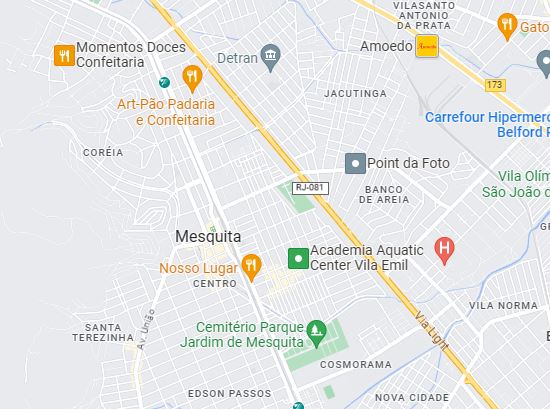 VILASANTO
ANTONIO
DA PRATA
Gato
Momentos Doces
Confeitaria
Detran
Amoedo
Amoedo
JACUTINGA
173
Art-Pão Padaria
e Confeitaria
Carrefour Hipermerc
Belford R
CORÉIA
Point da Foto
Vila Olím
São João d
RJ-081
BANCO
DE AREIA
Mesquita
Academia Aquatic
Center Vila Emil
H
Nosso Lugar
CENTRO
VILA NORMA
Av. União
Via Light
SANTA
TEREZINHA
Cemitério Parque
Jardim de Mesquita
COSMORAMA
EDSON PASSOS
NOVA CIDADE